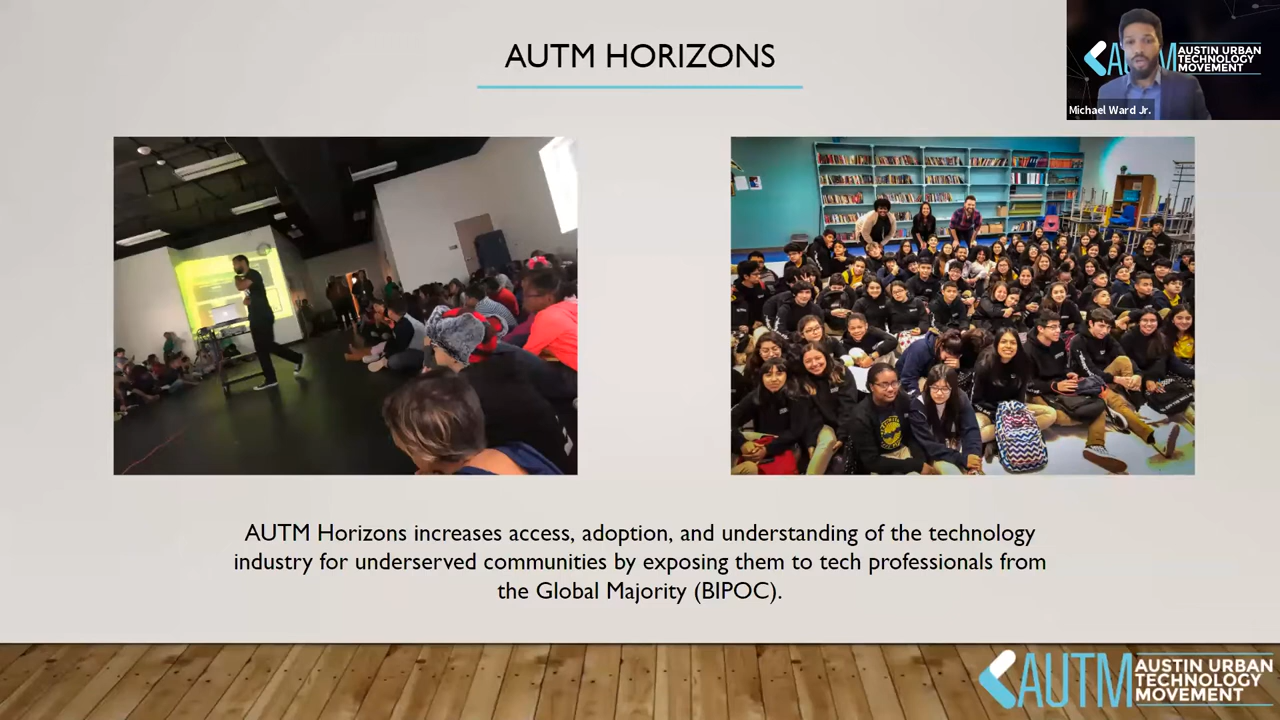 AUTM HORIZONS
AUTM
AUSTIN URBAN
TECHNOLOGY
MOVEMENT
Michael Ward Jr.
AUTM Horizons increases access, adoption, and understanding of the technology
industry for underserved communities by exposing them to tech professionals from
the Global Majority (BIPOC).
AUTM
AUSTIN URBAN
TECHNOLOGY
MOVEMENT